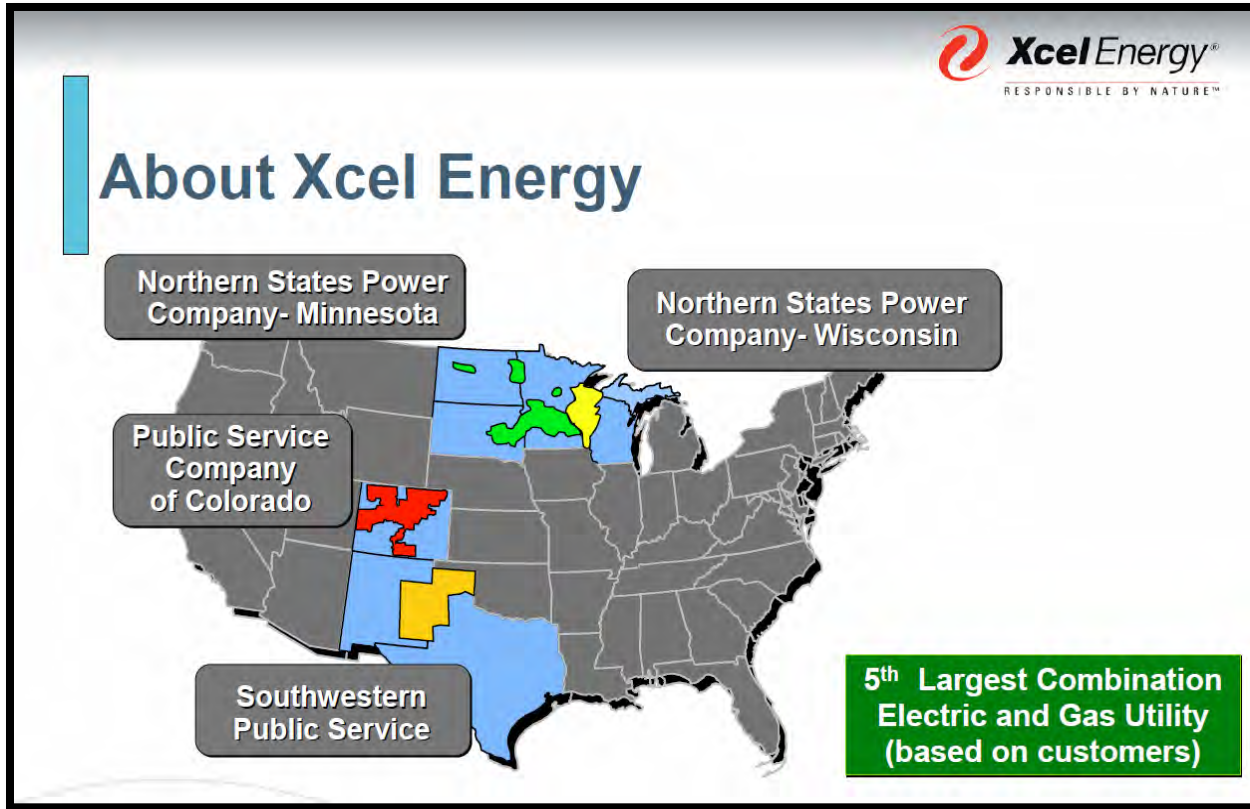 Xcel Energy®
RESPONSIBLE BY NATURE™
About Xcel Energy
Northern States Power
Company- Minnesota
Northern States Power
Company- Wisconsin
Public Service
Company
of Colorado
Southwestern
Public Service
5th Largest Combination
Electric and Gas Utility
(based on customers)